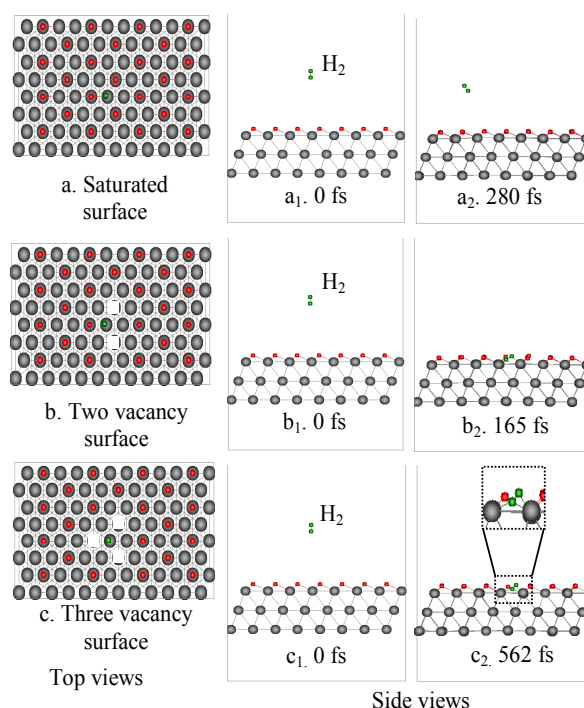 H₂
a. Saturated
surface
a₁. 0 fs
a₂. 280 fs
H₂
b. Two vacancy
surface
b₁. 0 fs
b₂. 165 fs
H₂
c. Three vacancy
surface
c₁. 0 fs
c₂. 562 fs
Top views
Side views